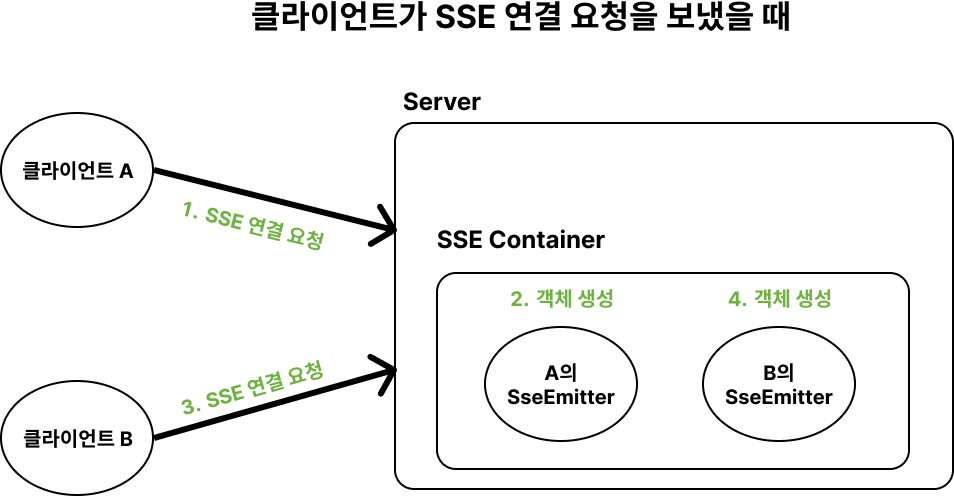 클라이언트가 SSE 연결 요청을 보냈을 때
Server
클라이언트 A
1. SSE 연결 요청
SSE Container
2. 객체 생성
4. 객체 생성
A의
SseEmitter
B의
SseEmitter
3. SSE 연결 요청
클라이언트 B